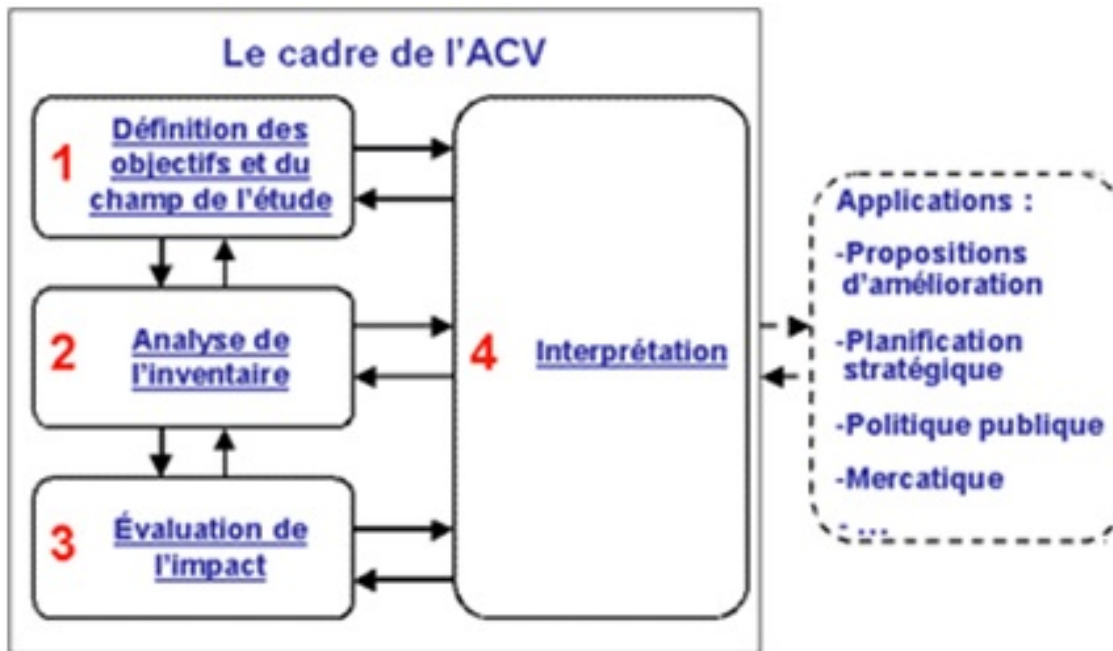 Le cadre de l'ACV
1
Définition des
objectifs et du
champ de l'étude
2
Analyse de
l'inventaire
3
Évaluation de
l'impact
4
Interprétation
Applications :
-Propositions
d'amélioration
-Planification
stratégique
-Politique publique
-Mercatique
- ...